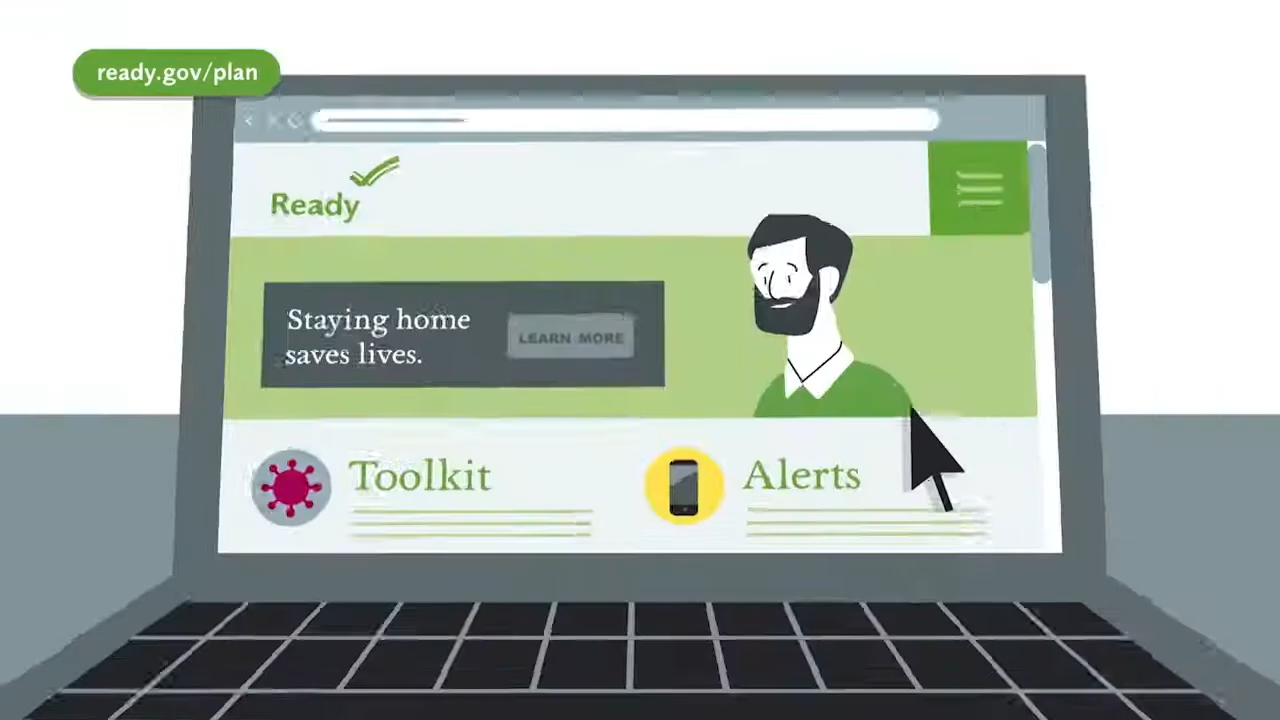 ready.gov/plan
Ready
Staying home
saves lives.
LEARN MORE
Toolkit
Alerts